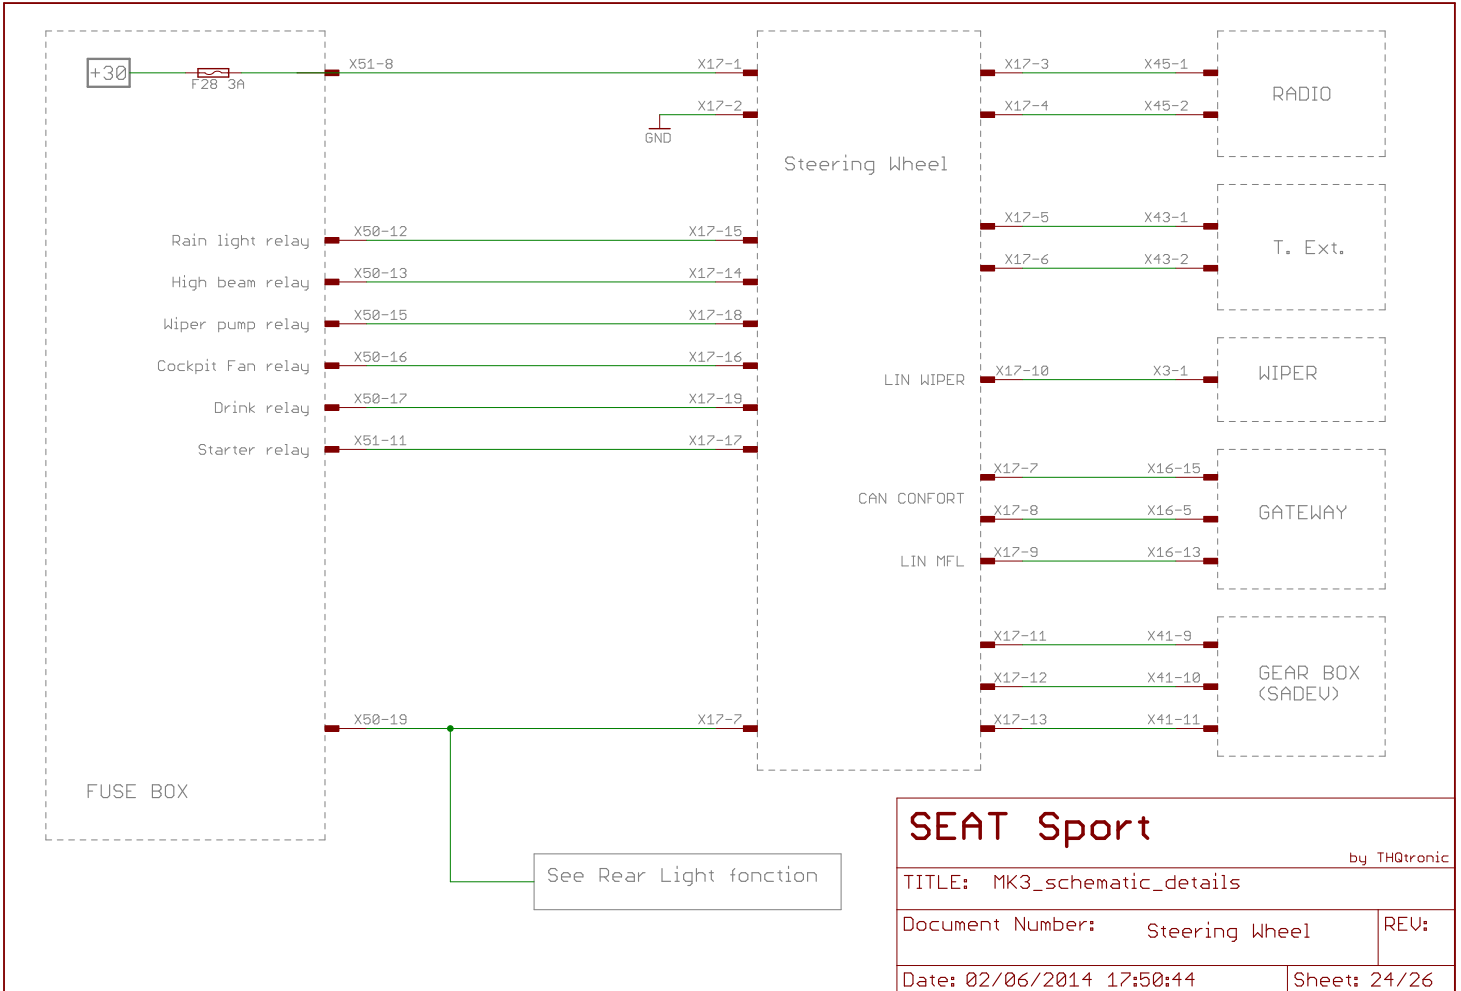 +30
F28 3A
X51-8
X17-1
X17-2
GND
Steering Wheel
X17-3 X45-1
X17-4 X45-2
RADIO
X17-5 X43-1
X17-6 X43-2
T. Ext.
Rain light relay X50-12 X17-15
High beam relay X50-13 X17-14
Wiper pump relay X50-15 X17-18
Cockpit Fan relay X50-16 X17-16
Drink relay X50-17 X17-19
Starter relay X51-11 X17-17
LIN WIPER X17-10 X3-1
WIPER
X17-7 X16-15
CAN CONFORT
X17-8 X16-5
GATEWAY
LIN MFL X17-9 X16-13
X17-11 X41-9
X17-12 X41-10
X17-13 X41-11
GEAR BOX
(SADEV)
X50-19 X17-7
FUSE BOX
See Rear Light fonction
SEAT Sport
by THQtronic
TITLE: MK3_schematic_details
Document Number: Steering Wheel REV:
Date: 02/06/2014 17:50:44 Sheet: 24/26